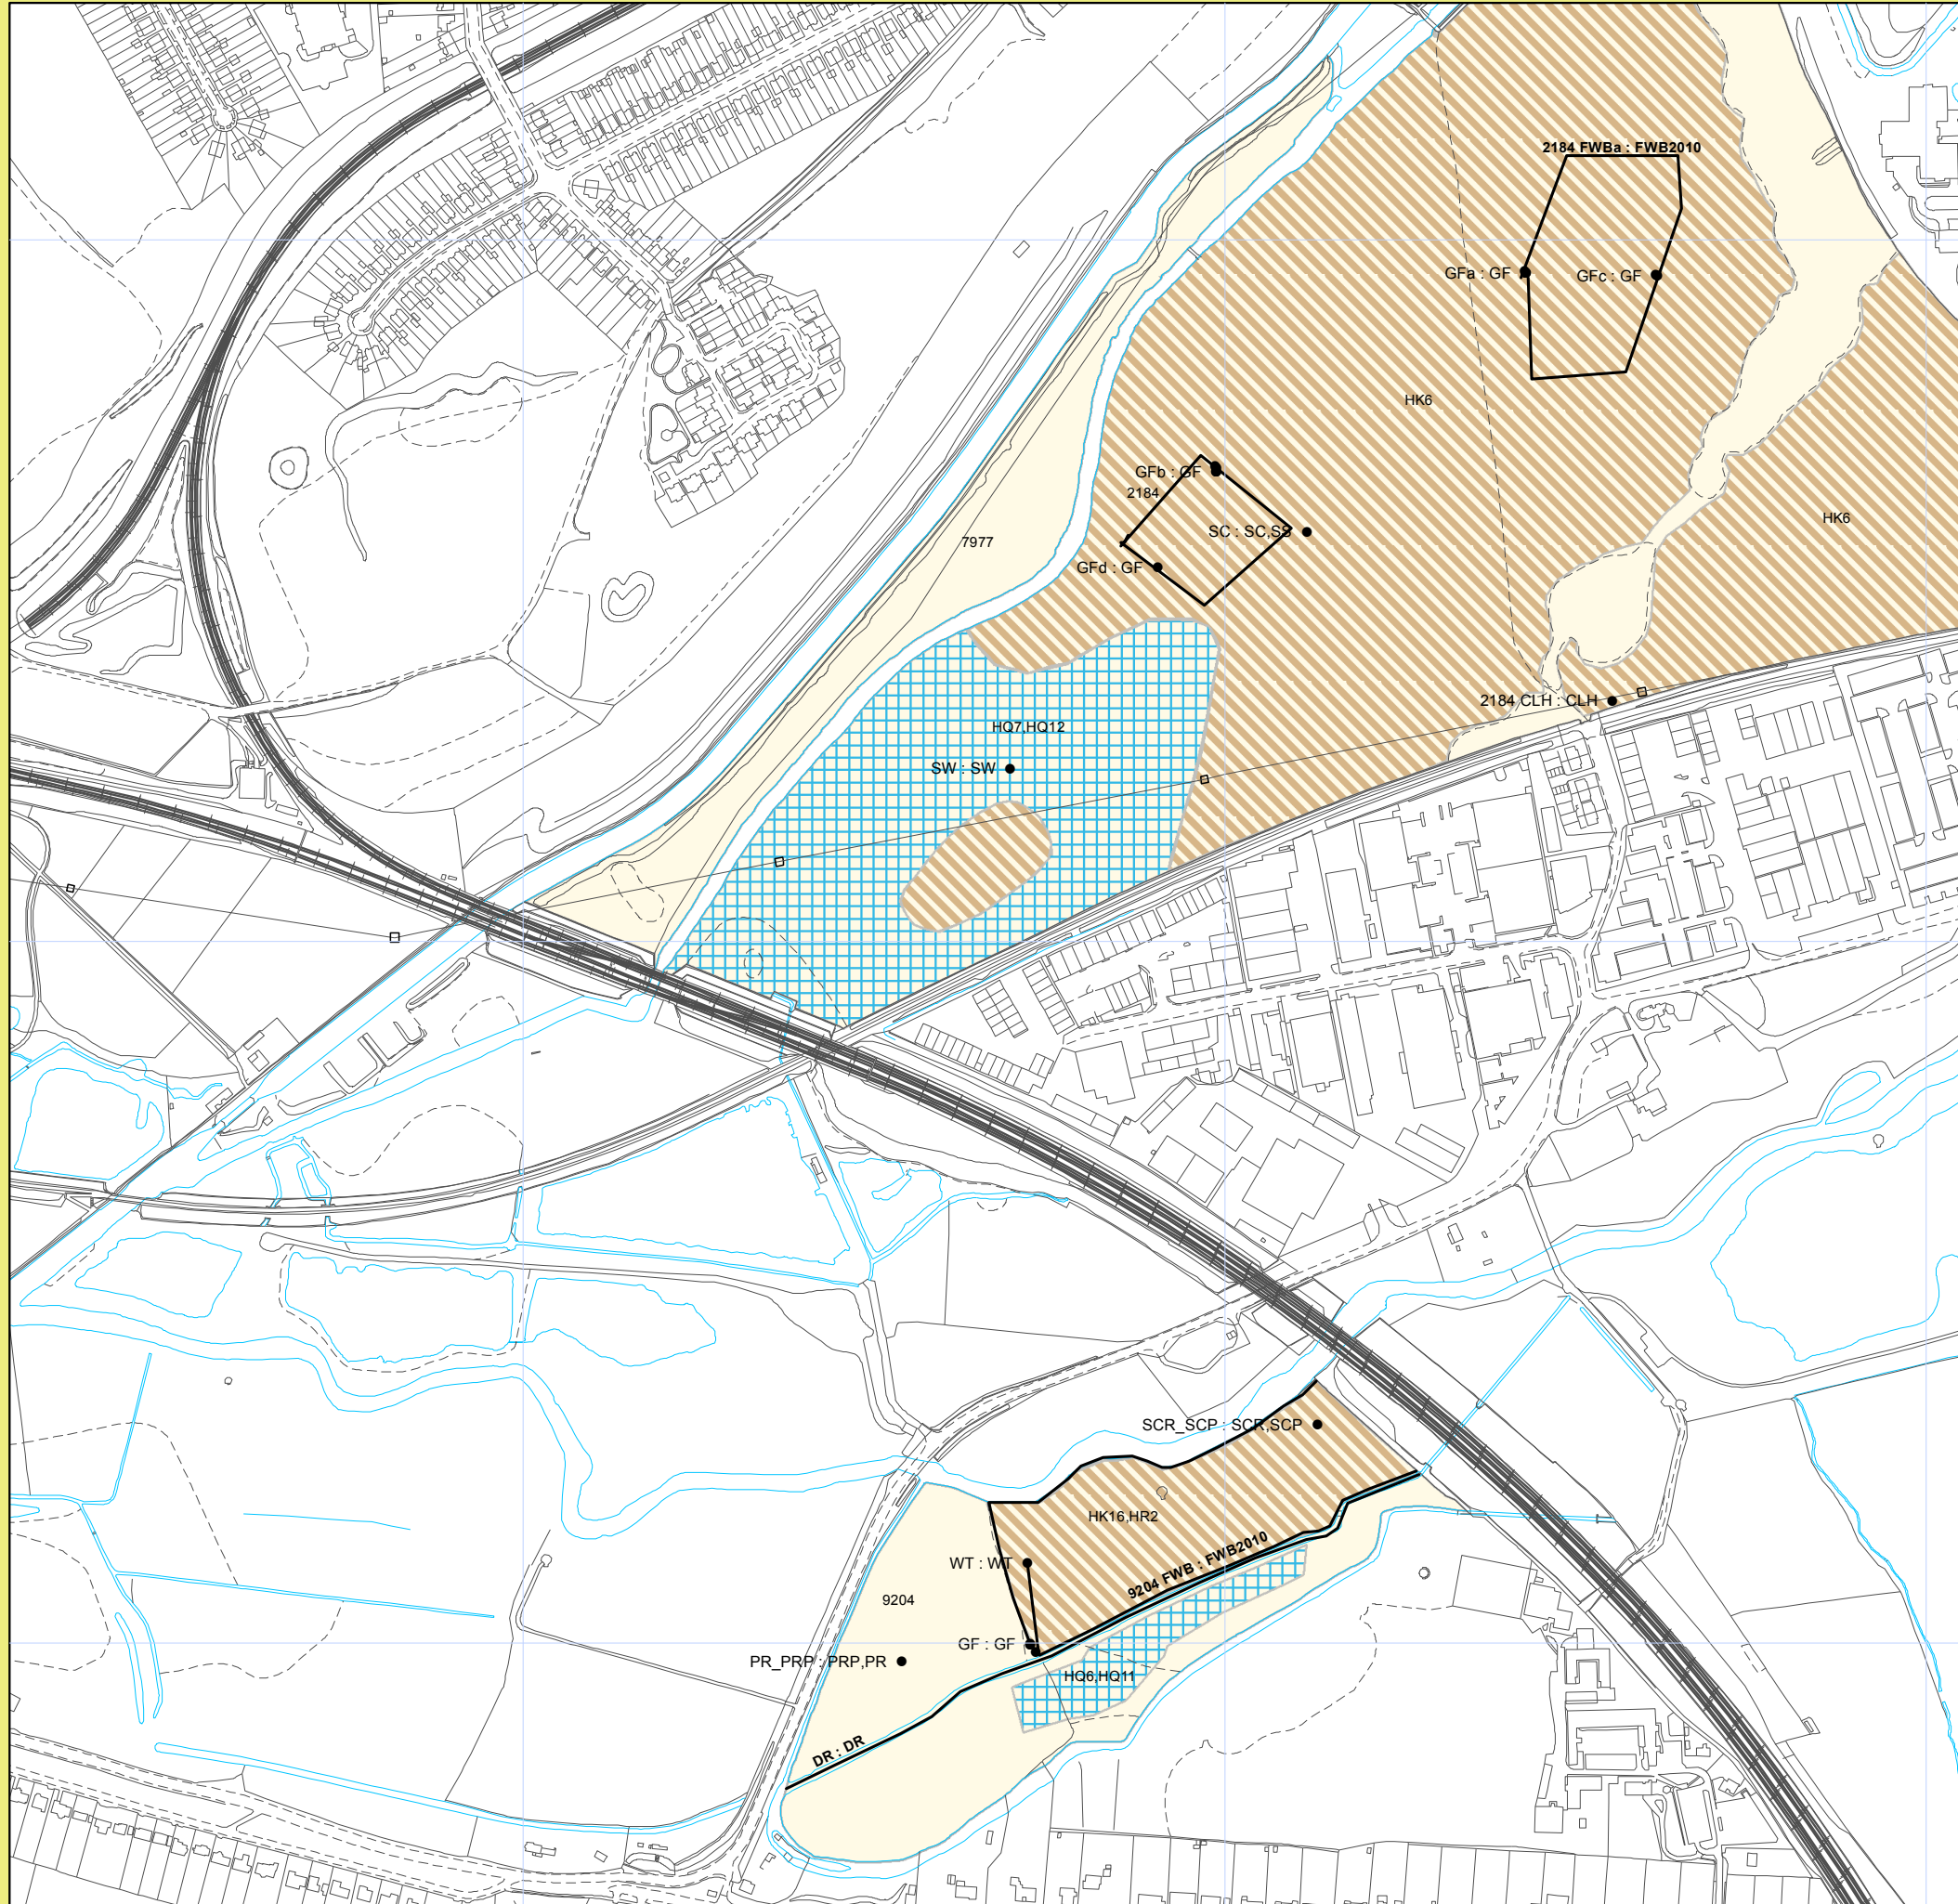 2184 FWBa : FWB2010
GFa : GF
GFc : GF
HK6
GFb : GF
2184
HK6
SC : SC,SS
7977
GFd : GF
2184 CLH : CLH
HQ7,HQ12
SW : SW
SCR_SCP : SCR,SCP
HK16,HR2
WT : WT
9204 FWB : FWB2010
9204
GF : GF
PR_PRP : PRP,PR
HQ6,HQ11
DR : DR